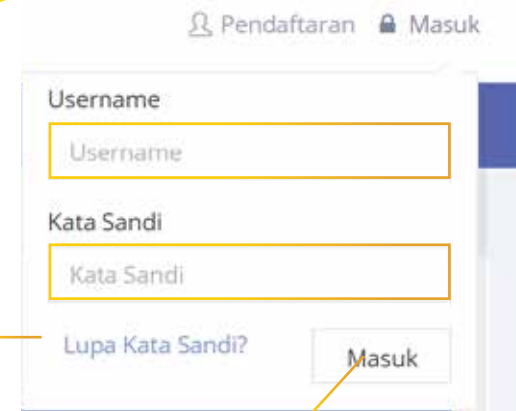 Pendaftaran Masuk
Username
Username
Kata Sandi
Kata Sandi
Lupa Kata Sandi? Masuk